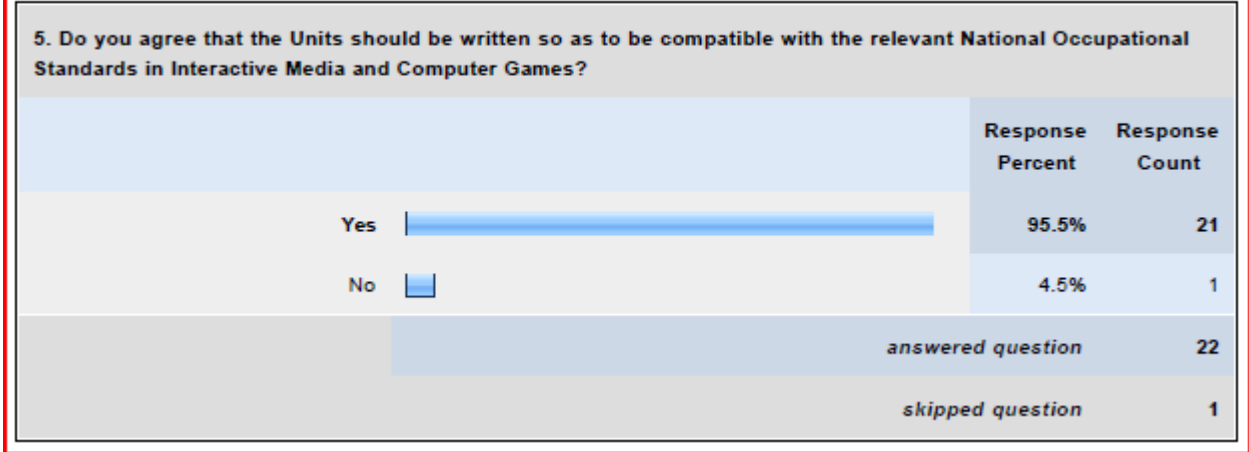 5. Do you agree that the Units should be written so as to be compatible with the relevant National Occupational
Standards in Interactive Media and Computer Games?
Response Percent Response Count
Yes 95.5% 21
No 4.5% 1
answered question 22
skipped question 1